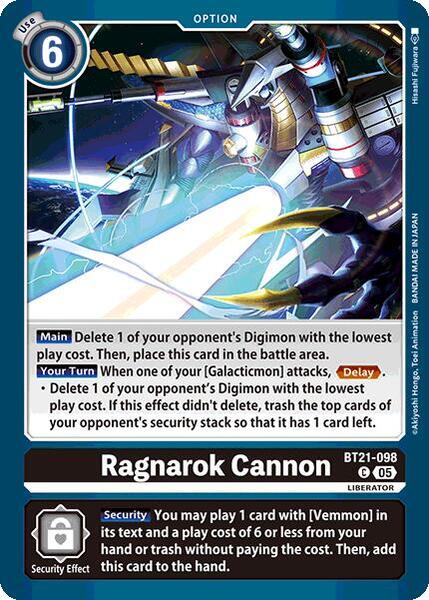 OPTION
Use
6
Hisashi Fujiwara
Main Delete 1 of your opponent's Digimon with the lowest
play cost. Then, place this card in the battle area.
Your Turn When one of your [Galacticmon] attacks, Delay.
・Delete 1 of your opponent's Digimon with the lowest
play cost. If this effect didn't delete, trash the top cards of
your opponent's security stack so that it has 1 card left.
©Akiyoshi Hongo, Toei Animation BANDAI MADE IN JAPAN
Ragnarok Cannon
BT21-098
C 05
LIBERATOR
Security You may play 1 card with [Vemmon] in
its text and a play cost of 6 or less from your
hand or trash without paying the cost. Then, add
this card to the hand.
Security Effect